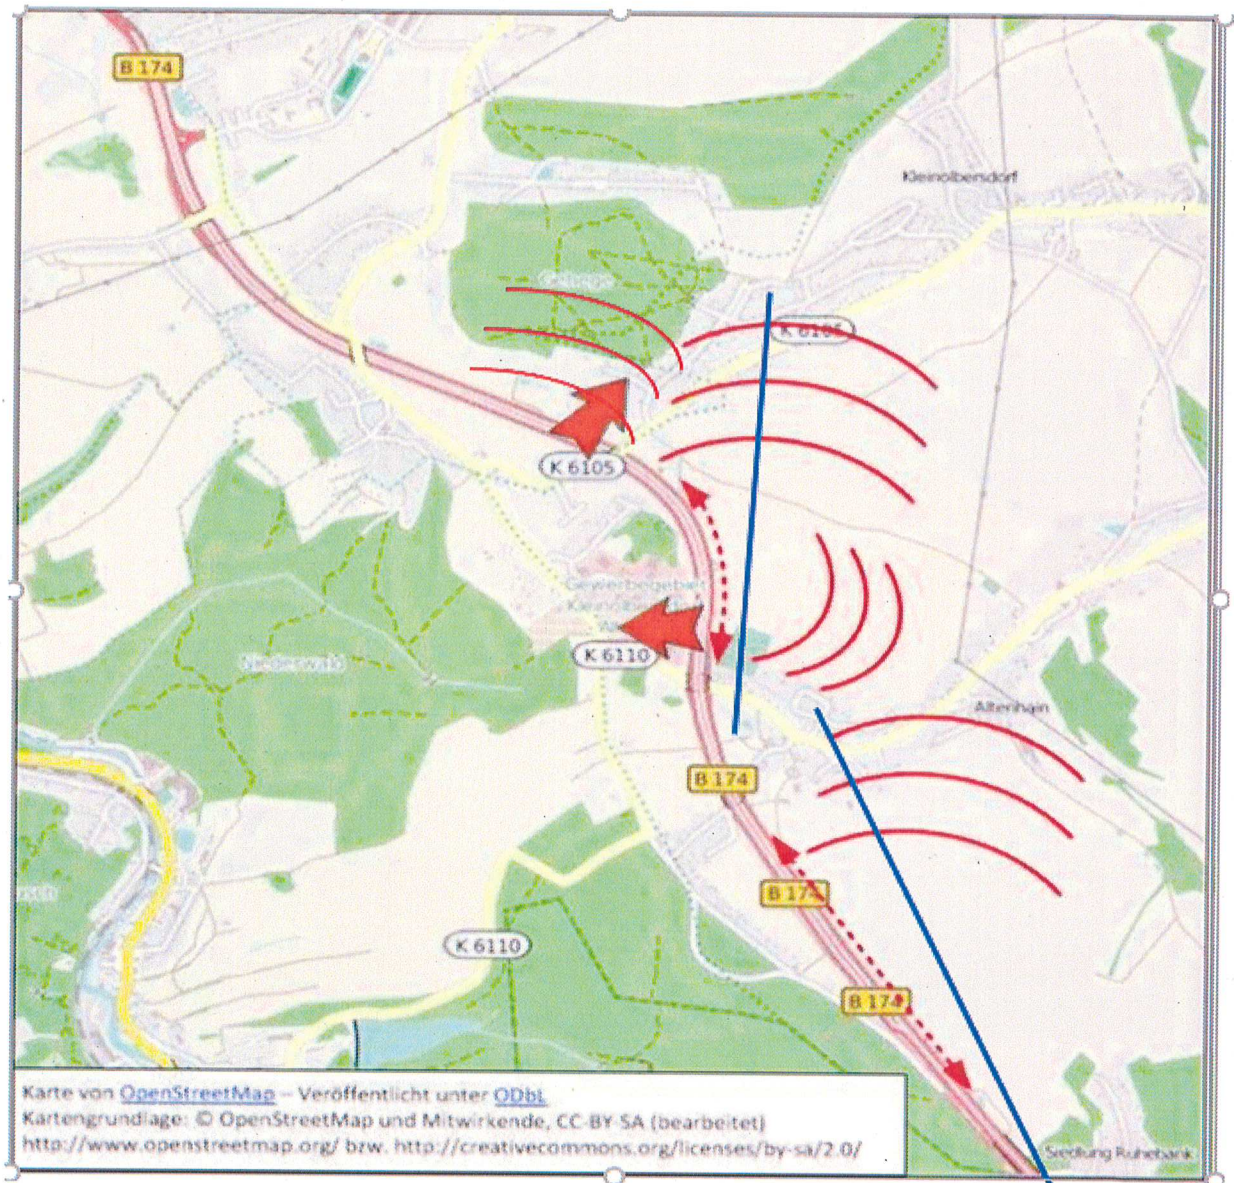 B 174
Kleinolbersdorf
K 6105
K 6105
Gewerbegebiet
K 6110
Niederwald
Altenhain
B 174
B 174
K 6110
B 174
Siedlung Ruhebank
Karte von OpenStreetMap – Veröffentlicht unter ODbL
Kartengrundlage: © OpenStreetMap und Mitwirkende, CC-BY-SA (bearbeitet)
http://www.openstreetmap.org/ bzw. http://creativecommons.org/licenses/by-sa/2.0/